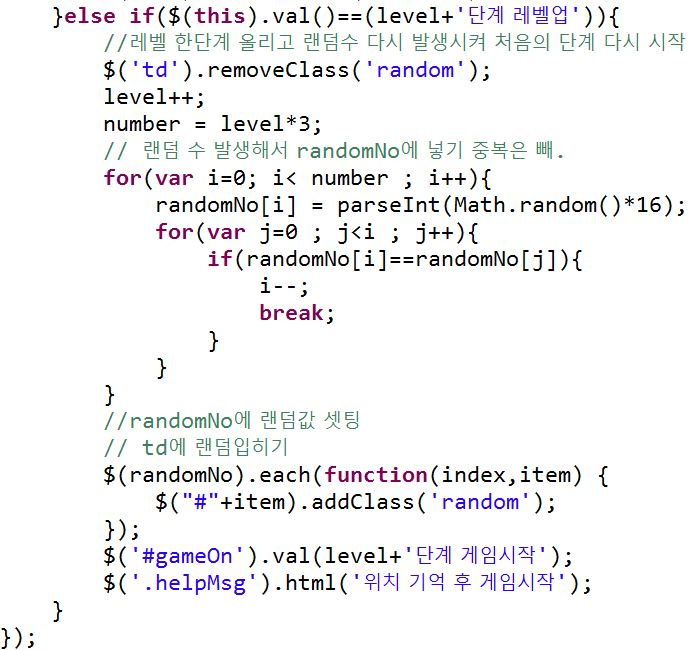 }else if($(this).val()==(level+'단계 레벨업')){
//레벨 한단계 올리고 랜덤수 다시 발생시켜 처음의 단계 다시 시작
$('td').removeClass('random');
level++;
number = level*3;
// 랜덤 수 발생해서 randomNo에 넣기 중복은 빼.
for(var i=0; i< number ; i++){
randomNo[i] = parseInt(Math.random()*16);
for(var j=0 ; j<i ; j++){
if(randomNo[i]==randomNo[j]){
i--;
break;
}
}
}
//randomNo에 랜덤값 셋팅
// td에 랜덤입히기
$(randomNo).each(function(index,item) {
$("#"+item).addClass('random');
});
$('#gameOn').val(level+'단계 게임시작');
$('.helpMsg').html('위치 기억 후 게임시작');
}
});